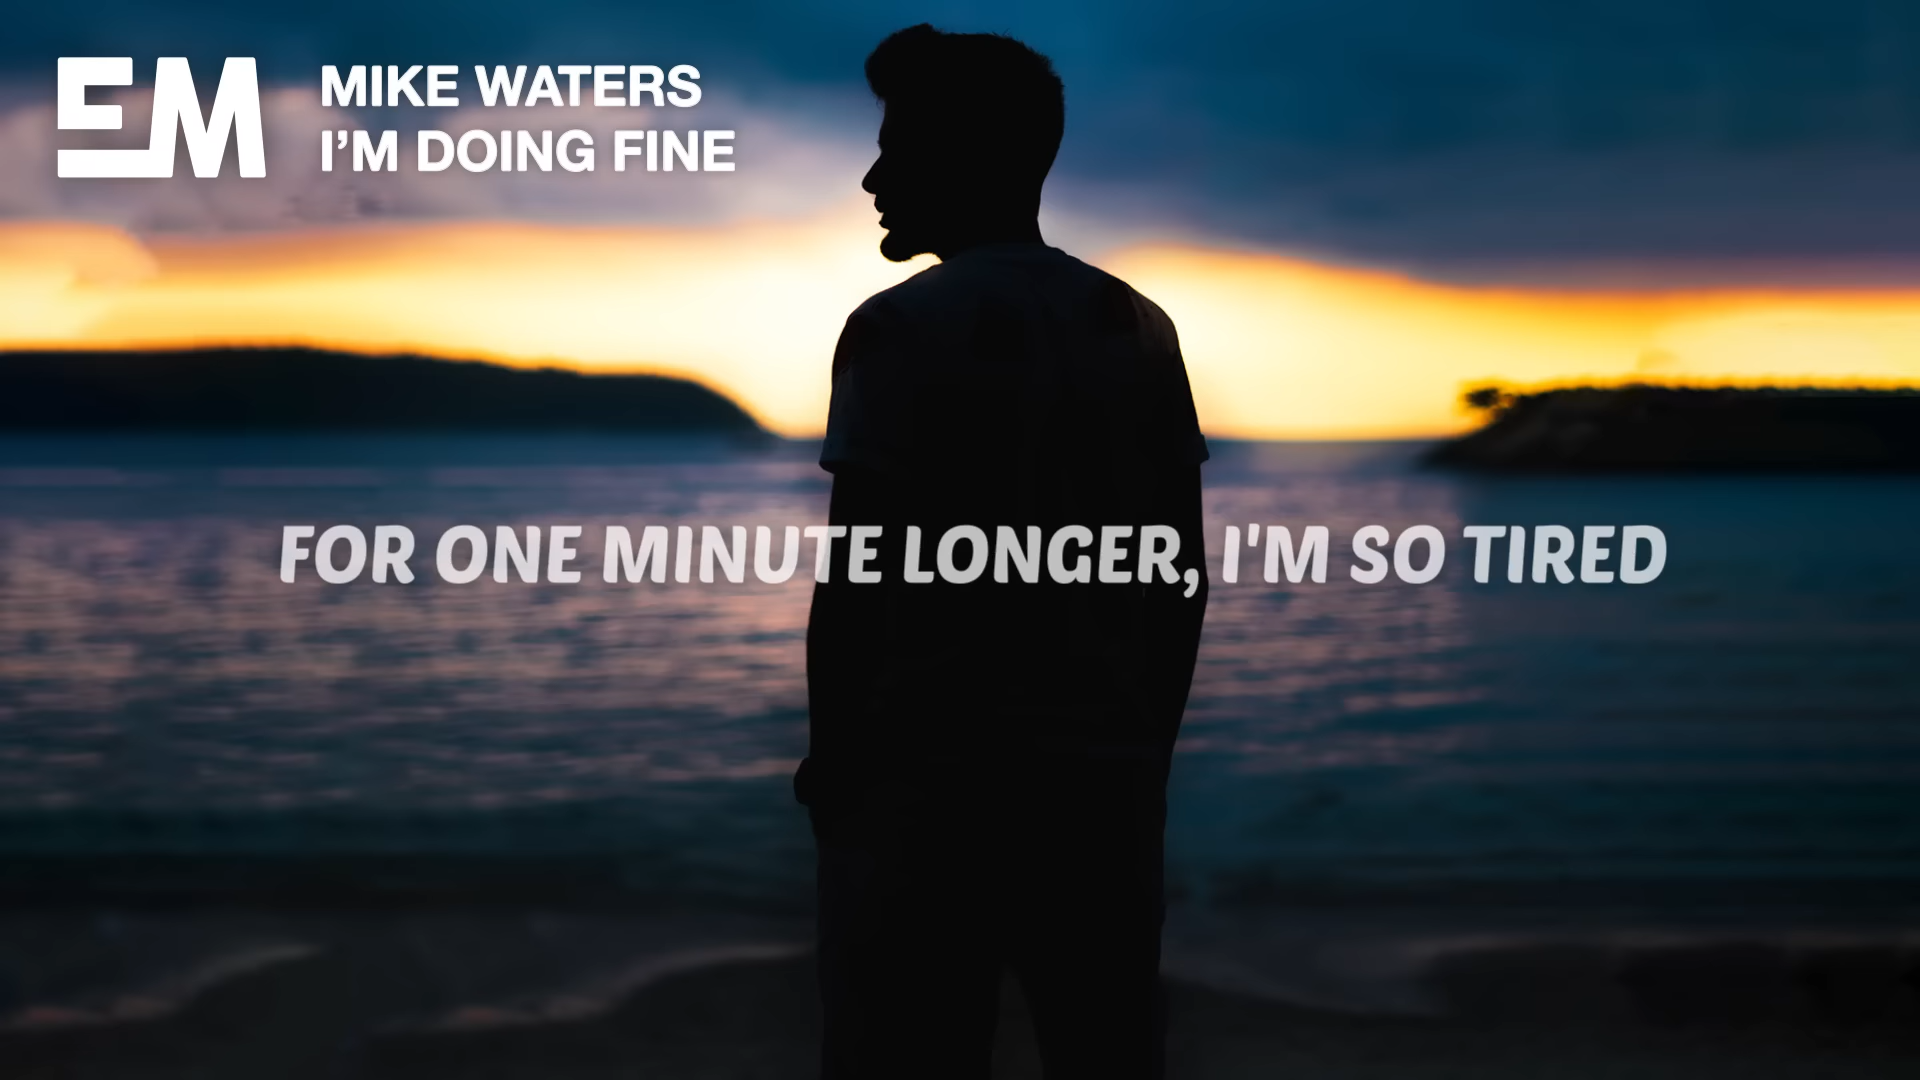 EM
MIKE WATERS
I’M DOING FINE
FOR ONE MINUTE LONGER, I'M SO TIRED